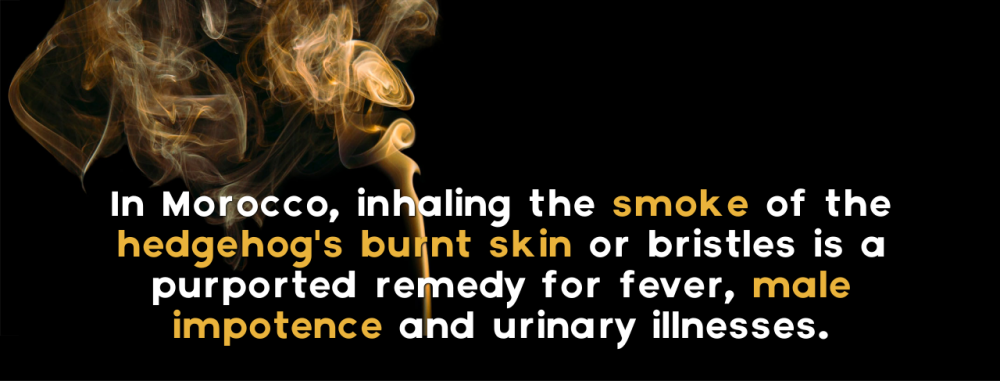 In Morocco, inhaling the smoke of the
hedgehog's burnt skin or bristles is a
purported remedy for fever, male
impotence and urinary illnesses.